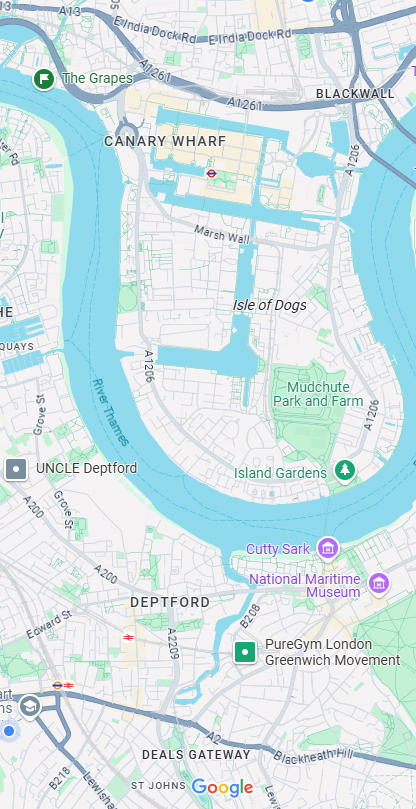 A13
A13
E India Dock Rd
E India Dock Rd
The Grapes
A1261
A1261
BLACKWALL
CANARY WHARF
A1206
Marsh Wall
Isle of Dogs
HE
QUAYS
A1206
River Thames
Mudchute
Park and Farm
A1206
Grove St
UNCLE Deptford
Island Gardens
A200
Grove St
Cutty Sark
A200
National Maritime
Museum
DEPTFORD
B208
Edward St
A2209
PureGym London
Greenwich Movement
A2
DEALS GATEWAY
Blackheath Hill
B218
ST JOHNS
Google